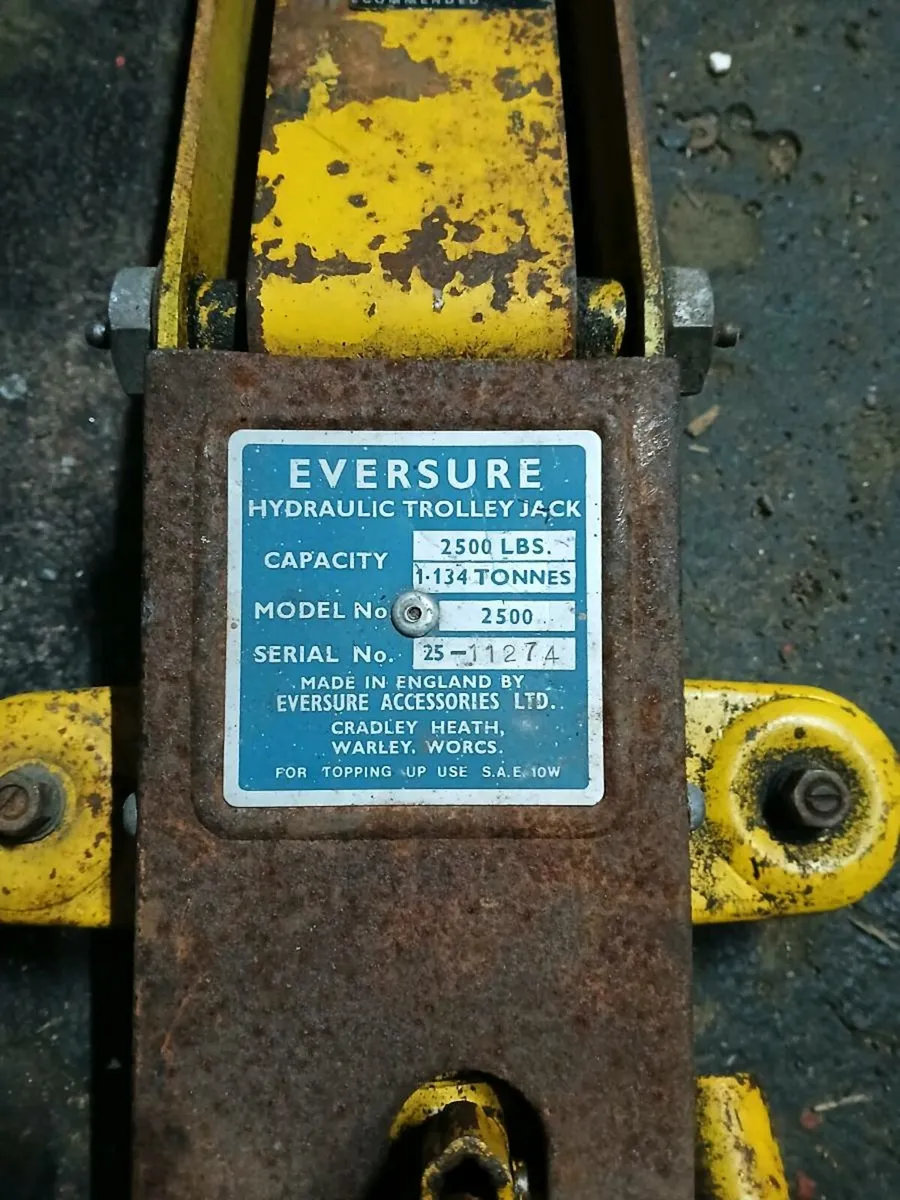 EVERSURE
HYDRAULIC TROLLEY JACK
CAPACITY 2500 LBS.
1·134 TONNES
MODEL No 2500
SERIAL No. 25-11274
MADE IN ENGLAND BY
EVERSURE ACCESSORIES LTD.
CRADLEY HEATH,
WARLEY, WORCS.
FOR TOPPING UP USE S.A.E. 10W